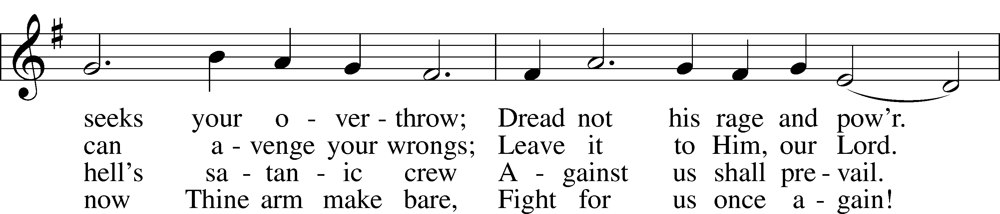 seeks your o - ver - throw; Dread not his rage and pow’r.
can a - venge your wrongs; Leave it to Him, our Lord.
hell’s sa - tan - ic crew A - gainst us shall pre - vail.
now Thine arm make bare, Fight for us once a - gain!